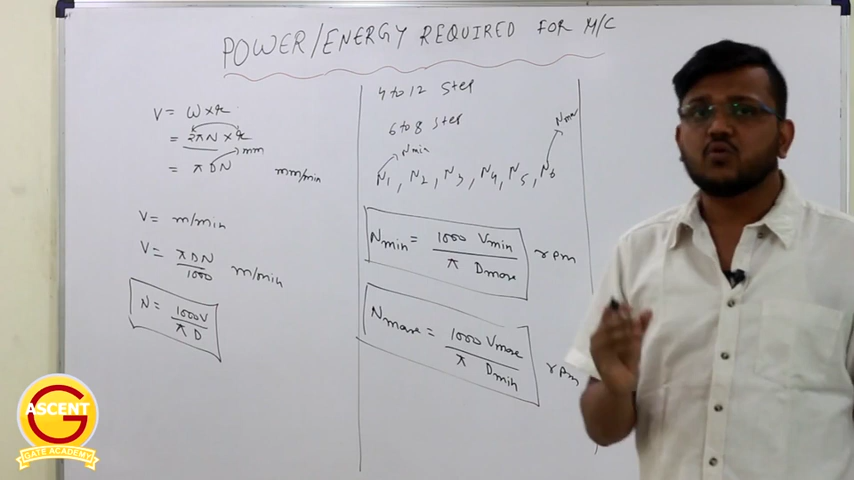 POWER/ENERGY REQUIRED FOR M/C
V = ω×r
= 2πN × r
= πDN mm/min
mm
V = m/min
V = πDN/1000 m/min
N = 1000V/πD
4 to 12 step
6 to 8 step
Nmin
N1, N2, N3, N4, N5, N6
Nmin = 1000 Vmin/π Dmax rpm
Nmax = 1000 Vmax/π Dmin rpm
ASCENT
G
GATE ACADEMY